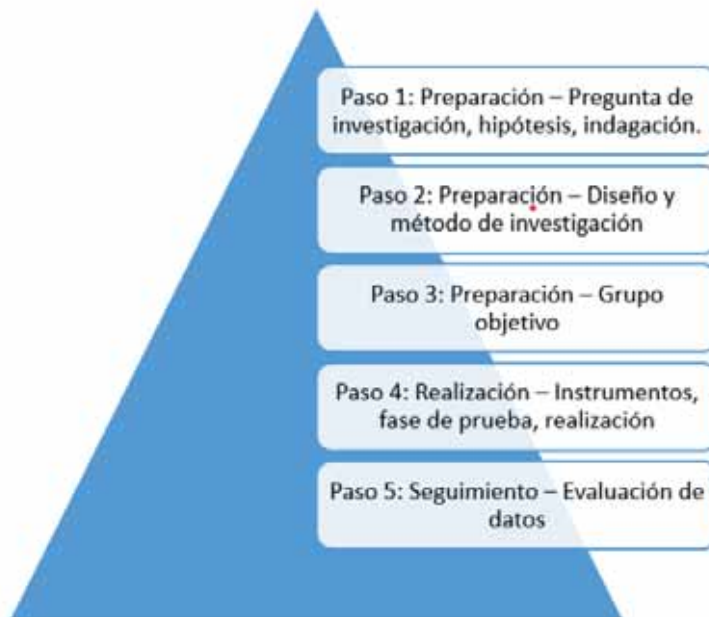 Paso 1: Preparación – Pregunta de
investigación, hipótesis, indagación.
Paso 2: Preparación – Diseño y
método de investigación
Paso 3: Preparación – Grupo
objetivo
Paso 4: Realización – Instrumentos,
fase de prueba, realización
Paso 5: Seguimiento – Evaluación de
datos